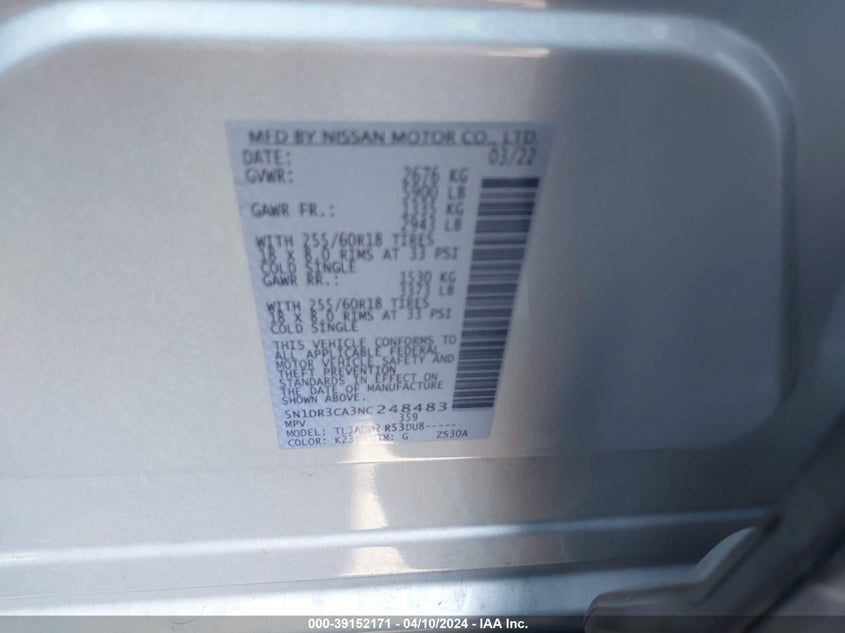 MFD BY NISSAN MOTOR CO., LTD.
DATE: 03/22
GVWR: 2676 KG
5900 LB
GAWR FR.: 1335 KG
2943 LB
WITH 255/60R18 TIRES
18 X 8.0 RIMS AT 33 PSI
COLD SINGLE
GAWR RR.: 1530 KG
3373 LB
WITH 255/60R18 TIRES
18 X 8.0 RIMS AT 33 PSI
COLD SINGLE
THIS VEHICLE CONFORMS TO
ALL APPLICABLE FEDERAL
MOTOR VEHICLE SAFETY AND
THEFT PREVENTION
STANDARDS IN EFFECT ON
THE DATE OF MANUFACTURE
SHOWN ABOVE.
5N1DR3CA3NC248483
MPV 359
MODEL: R53DU8-----
COLOR: TM: G ZS30A
000-39152171 - 04/10/2024 - IAA Inc.